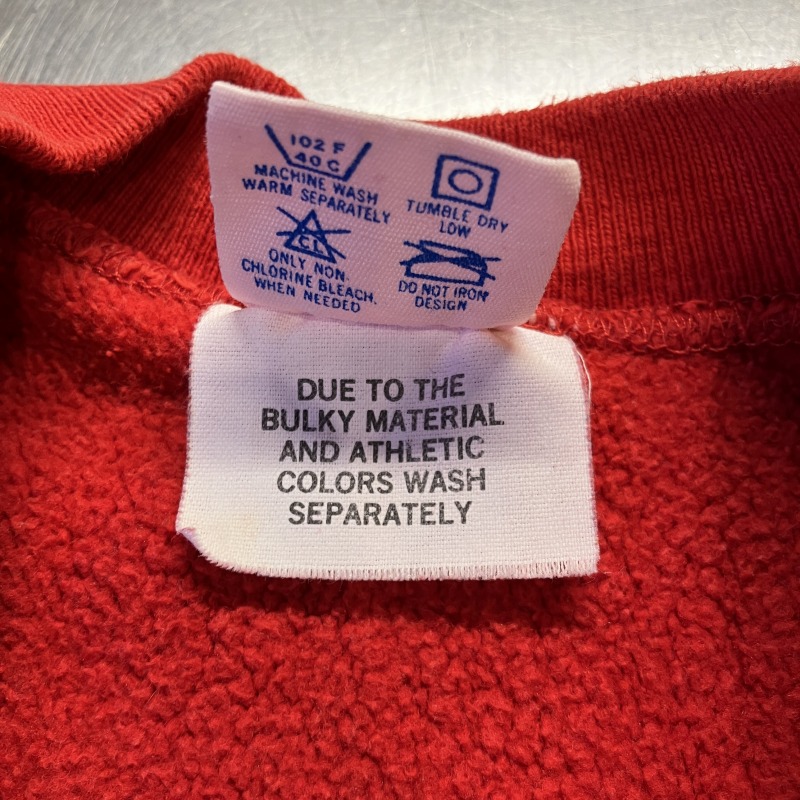 102 F
40 C
MACHINE WASH
WARM SEPARATELY
TUMBLE DRY
LOW
CL
ONLY NON-
CHLORINE BLEACH,
WHEN NEEDED
DO NOT IRON
DESIGN
DUE TO THE
BULKY MATERIAL
AND ATHLETIC
COLORS WASH
SEPARATELY